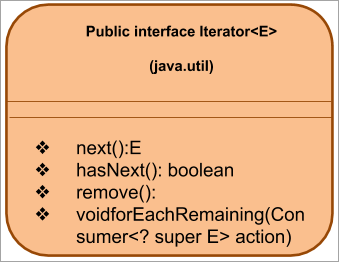 Public interface Iterator<E>
(java.util)
❖ next():E
❖ hasNext(): boolean
❖ remove():
❖ voidforEachRemaining(Con
sumer<? super E> action)